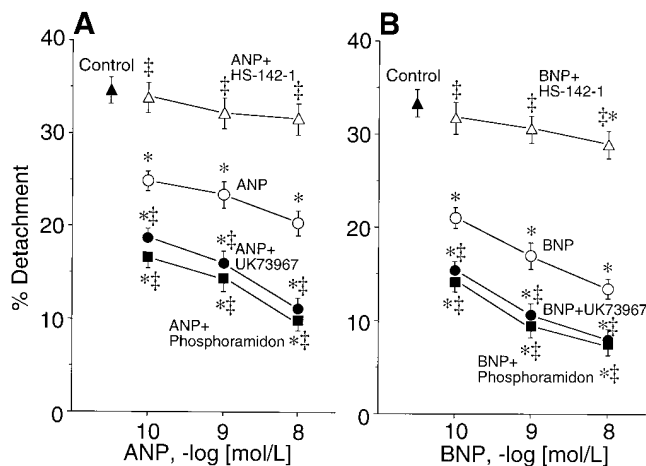 A
B
% Detachment
40
30
20
10
0
Control
‡
ANP+
HS-142-1
‡
‡
*
ANP
*
*
*‡
*‡
ANP+
UK73967
*‡
*‡
*‡
ANP+
Phosphoramidon
*‡
10
9
8
ANP, -log [mol/L]
40
30
20
10
0
Control
‡
‡
BNP+
HS-142-1
‡*
*
*
BNP
*
*‡
*‡
BNP+UK73967
*‡
*‡
*‡
BNP+
Phosphoramidon
*‡
10
9
8
BNP, -log [mol/L]